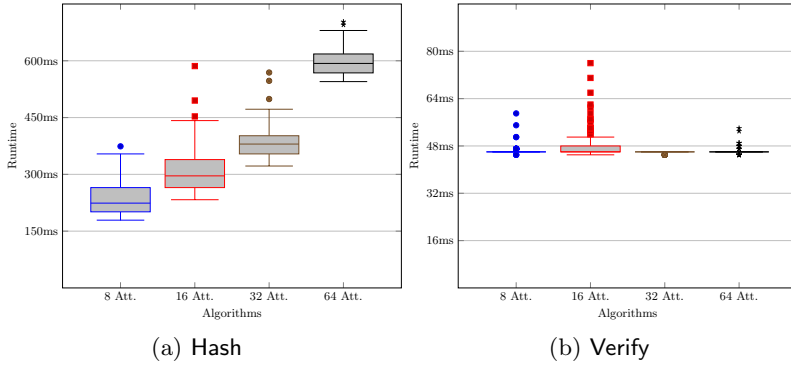 600ms
450ms
300ms
150ms
Runtime
8 Att. 16 Att. 32 Att. 64 Att.
Algorithms
(a) Hash
80ms
64ms
48ms
32ms
16ms
Runtime
8 Att. 16 Att. 32 Att. 64 Att.
Algorithms
(b) Verify